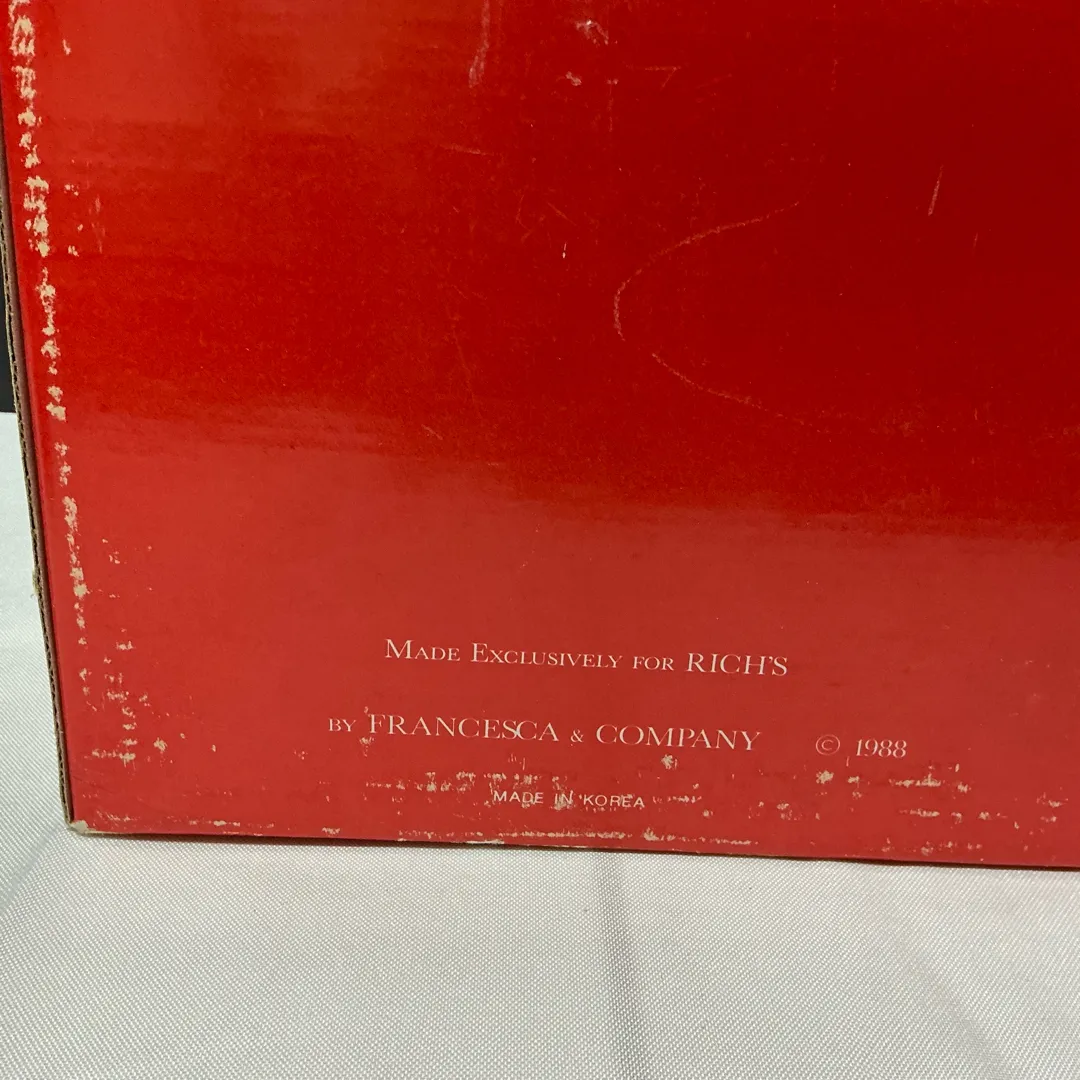 MADE EXCLUSIVELY FOR RICH'S
BY FRANCESCA & COMPANY © 1988
MADE IN KOREA